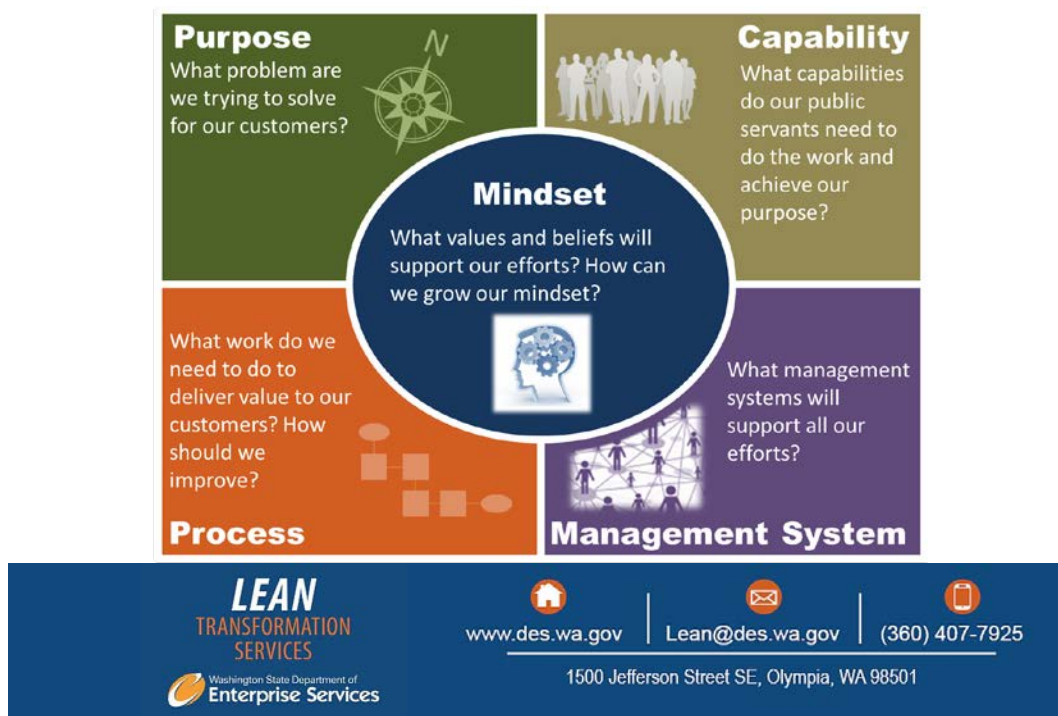 Purpose
What problem are
we trying to solve
for our customers?
N
Capability
What capabilities
do our public
servants need to
do the work and
achieve our
purpose?
Mindset
What values and beliefs will
support our efforts? How can
we grow our mindset?
What work do we
need to do to
deliver value to our
customers? How
should we
improve?
Process
What management
systems will
support all our
efforts?
Management System
LEAN
TRANSFORMATION
SERVICES
Washington State Department of
Enterprise Services
www.des.wa.gov
Lean@des.wa.gov
(360) 407-7925
1500 Jefferson Street SE, Olympia, WA 98501